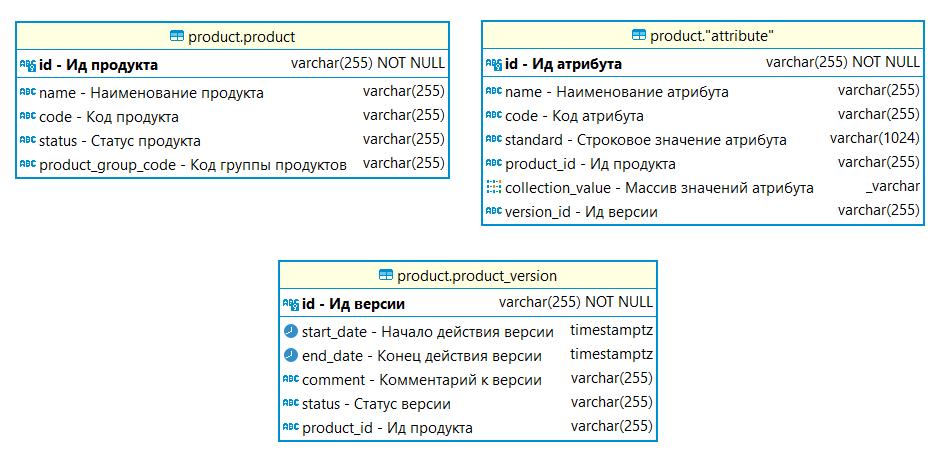 product.product
id - Ид продукта varchar(255) NOT NULL
name - Наименование продукта varchar(255)
code - Код продукта varchar(255)
status - Статус продукта varchar(255)
product_group_code - Код группы продуктов varchar(255)
product."attribute"
id - Ид атрибута varchar(255) NOT NULL
name - Наименование атрибута varchar(255)
code - Код атрибута varchar(255)
standard - Строковое значение атрибута varchar(1024)
product_id - Ид продукта varchar(255)
collection_value - Массив значений атрибута _varchar
version_id - Ид версии varchar(255)
product.product_version
id - Ид версии varchar(255) NOT NULL
start_date - Начало действия версии timestamptz
end_date - Конец действия версии timestamptz
comment - Комментарий к версии varchar(255)
status - Статус версии varchar(255)
product_id - Ид продукта varchar(255)